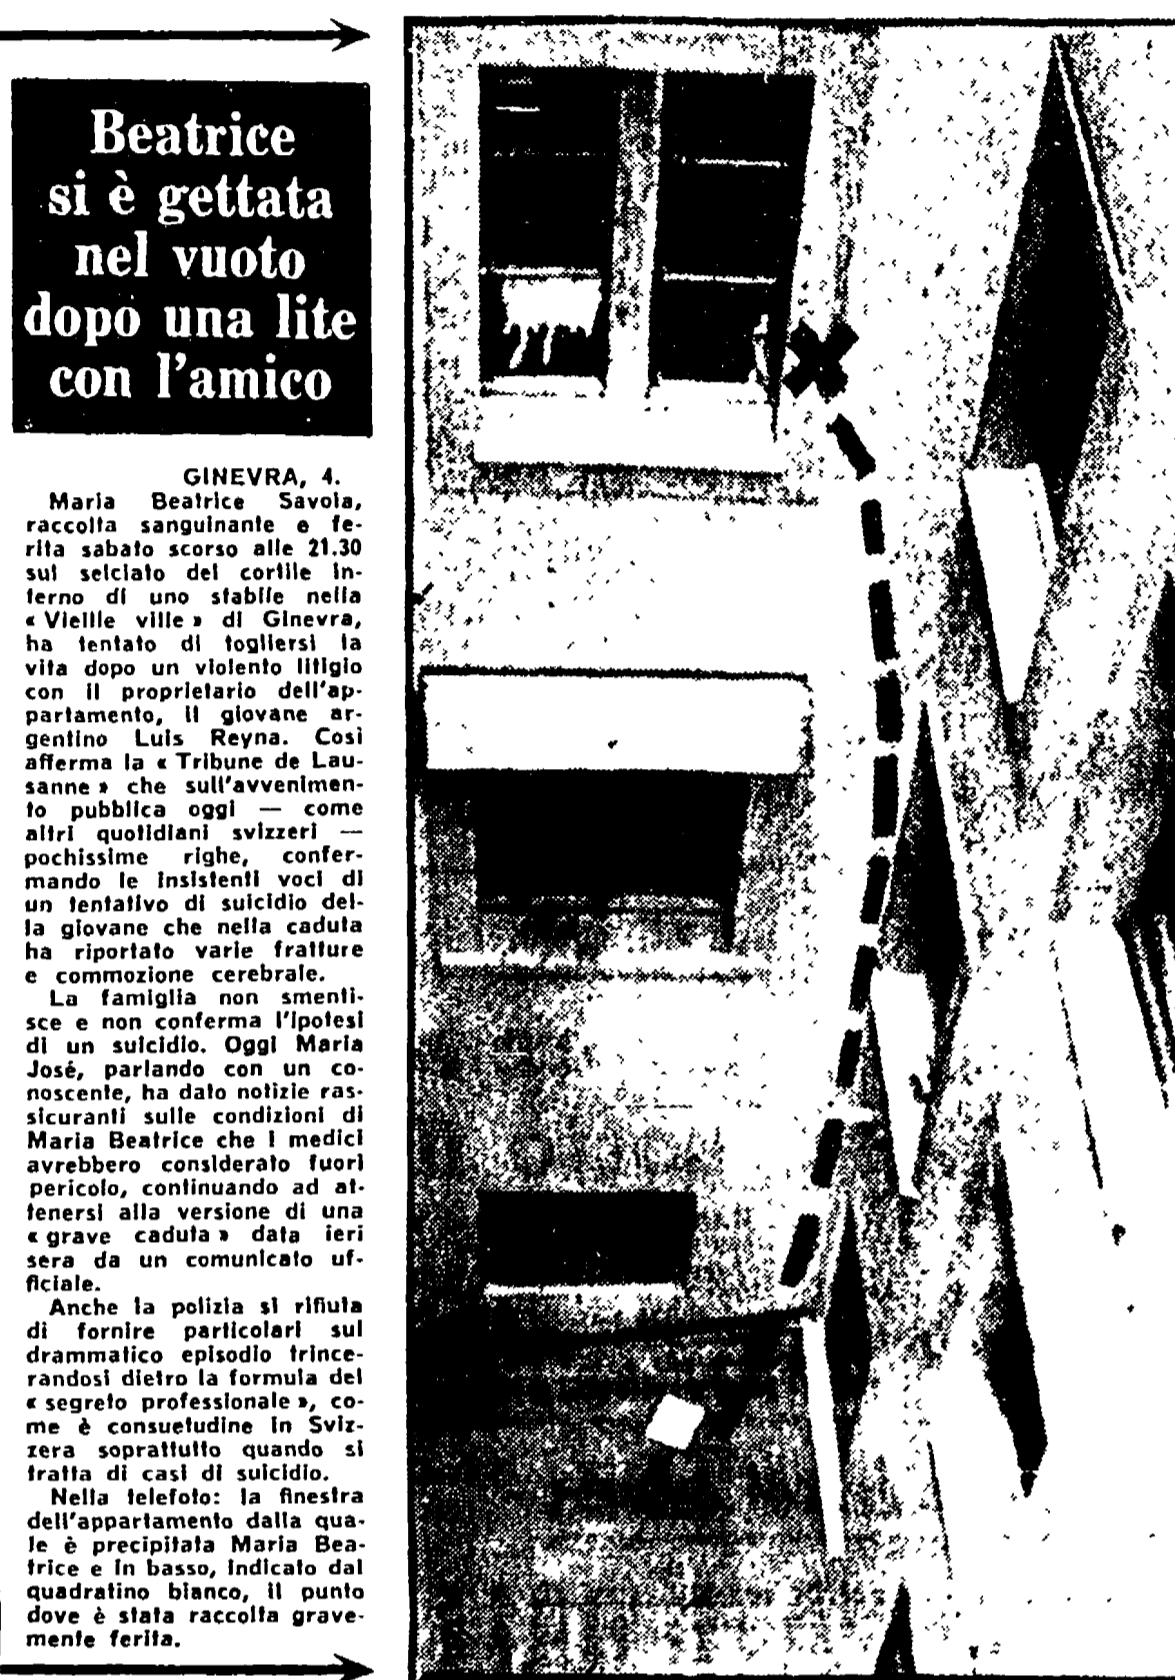 Beatrice
si è gettata
nel vuoto
dopo una lite
con l'amico
GINEVRA, 4.
Maria Beatrice Savoia,
raccolta sanguinante e fe-
rita sabato scorso alle 21.30
sul selciato del cortile in-
terno di uno stabile nella
« Vieille ville » di Ginevra,
ha tentato di togliersi la
vita dopo un violento litigio
con il proprietario dell'ap-
partamento, il giovane ar-
gentino Luis Reyna. Così
afferma la « Tribune de Lau-
sanne » che sull'avvenimen-
to pubblica oggi — come
altri quotidiani svizzeri —
pochissime righe, confer-
mando le insistenti voci di
un tentativo di suicidio del-
la giovane che nella caduta
ha riportato varie fratture
e commozione cerebrale.
La famiglia non smenti-
sce e non conferma l'ipotesi
di un suicidio. Oggi Maria
José, parlando con un co-
noscente, ha dato notizie ras-
sicuranti sulle condizioni di
Maria Beatrice che i medici
avrebbero considerato fuori
pericolo, continuando ad at-
tenersi alla versione di una
« grave caduta » data ieri
sera da un comunicato uf-
ficiale.
Anche la polizia si rifiuta
di fornire particolari sul
drammatico episodio trince-
randosi dietro la formula del
« segreto professionale », co-
me è consuetudine in Sviz-
zera soprattutto quando si
tratta di casi di suicidio.
Nella telefoto: la finestra
dell'appartamento dalla qua-
le è precipitata Maria Bea-
trice e in basso, indicato dal
quadratino bianco, il punto
dove è stata raccolta grave-
mente ferita.